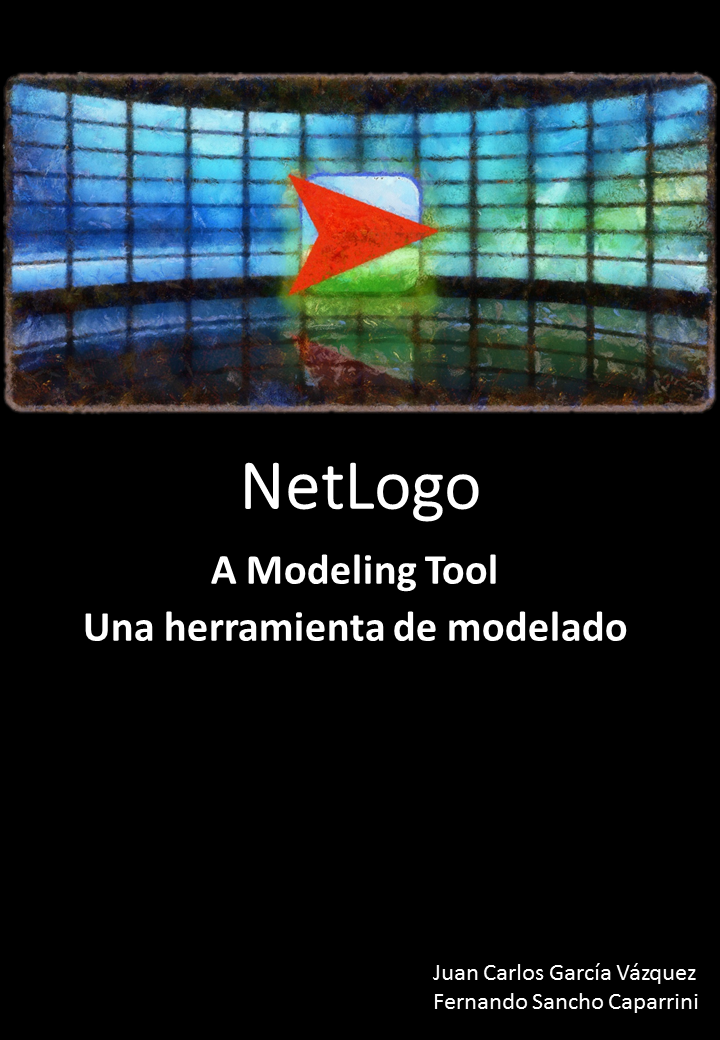 NetLogo
A Modeling Tool
Una herramienta de modelado
Juan Carlos García Vázquez
Fernando Sancho Caparrini